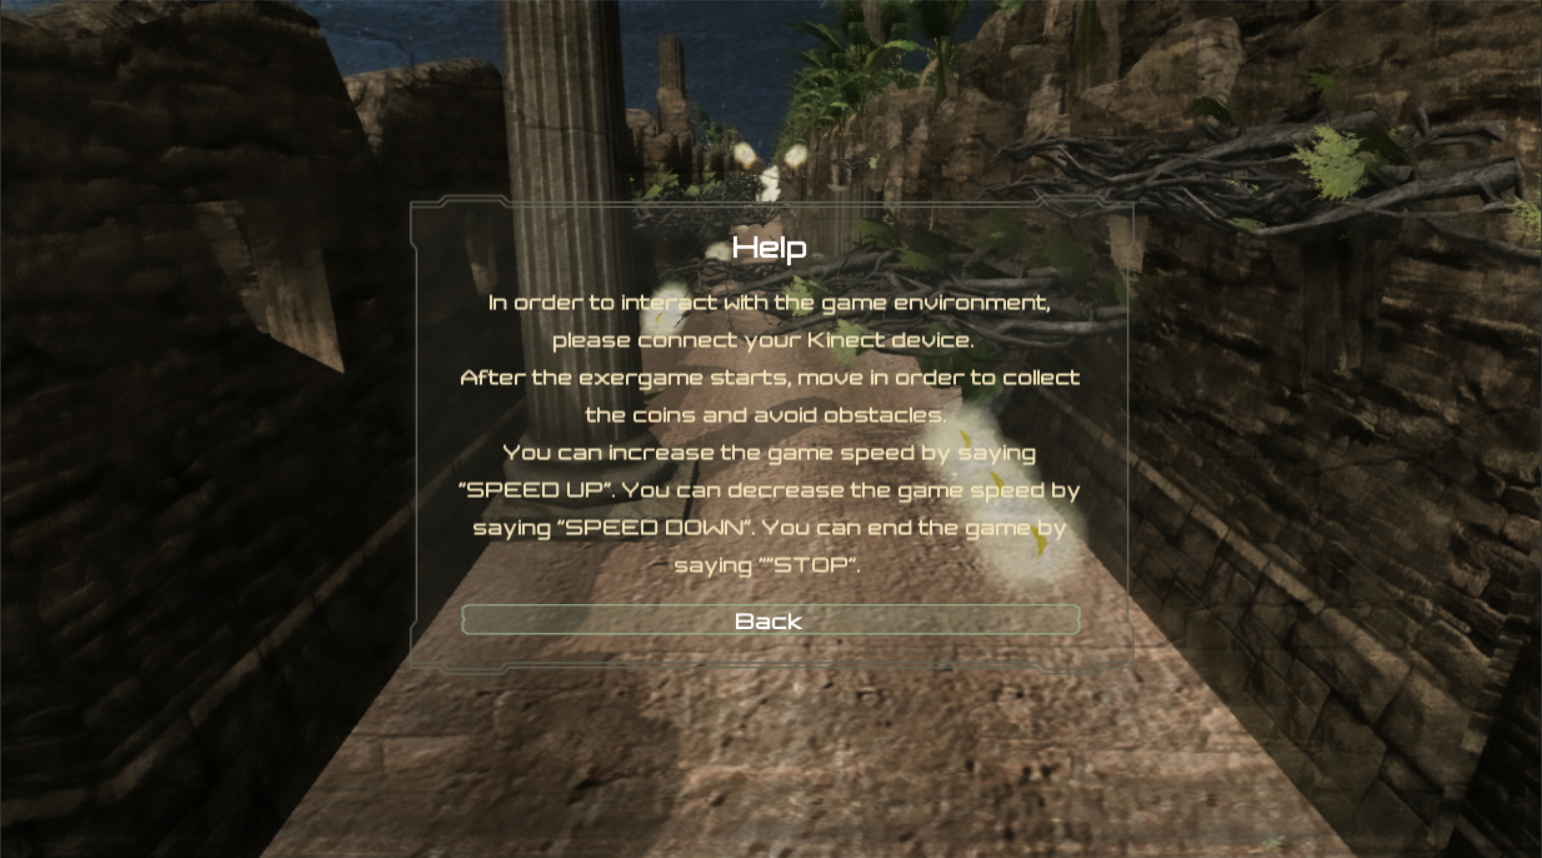 Help
In order to interact with the game environment,
please connect your Kinect device.
After the exergame starts, move in order to collect
the coins and avoid obstacles.
You can increase the game speed by saying
"SPEED UP". You can decrease the game speed by
saying "SPEED DOWN". You can end the game by
saying ""STOP".
Back